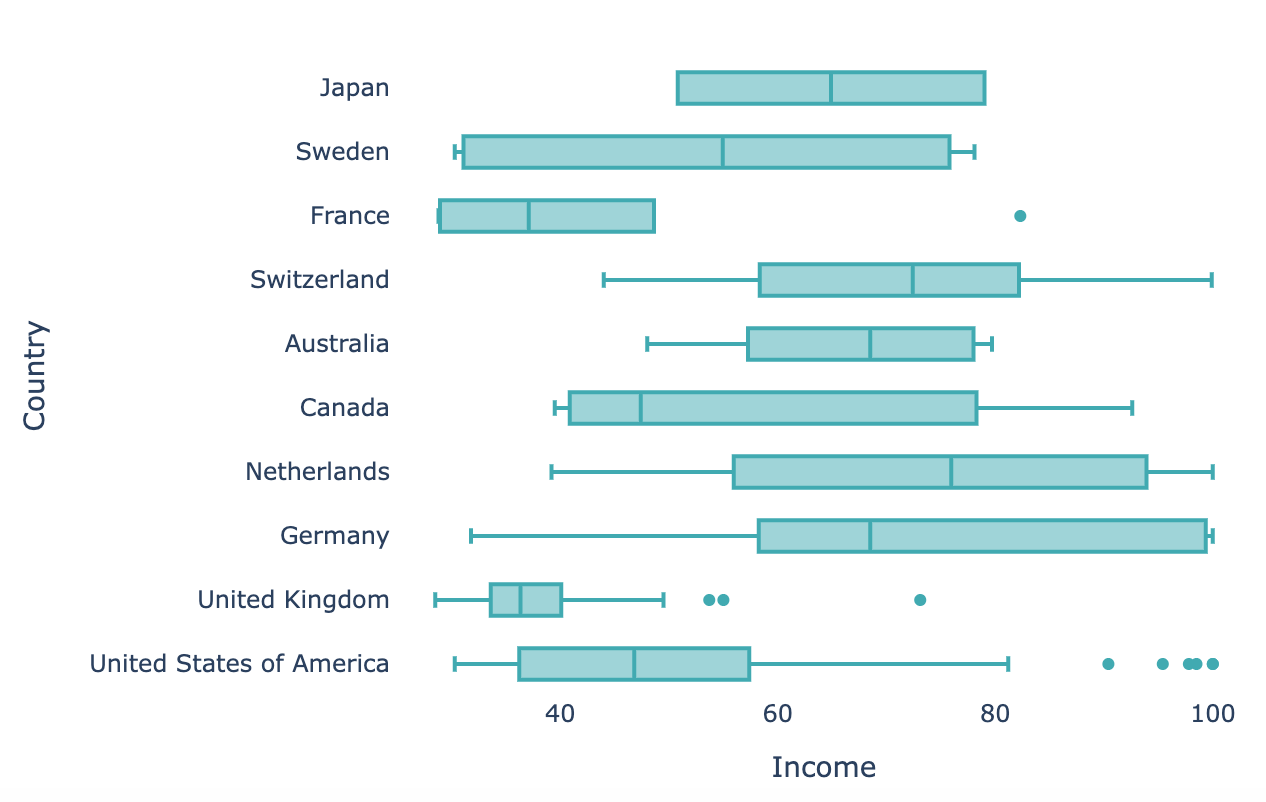 Japan
Sweden
France
Switzerland
Australia
Canada
Netherlands
Germany
United Kingdom
United States of America
Country
40 60 80 100
Income